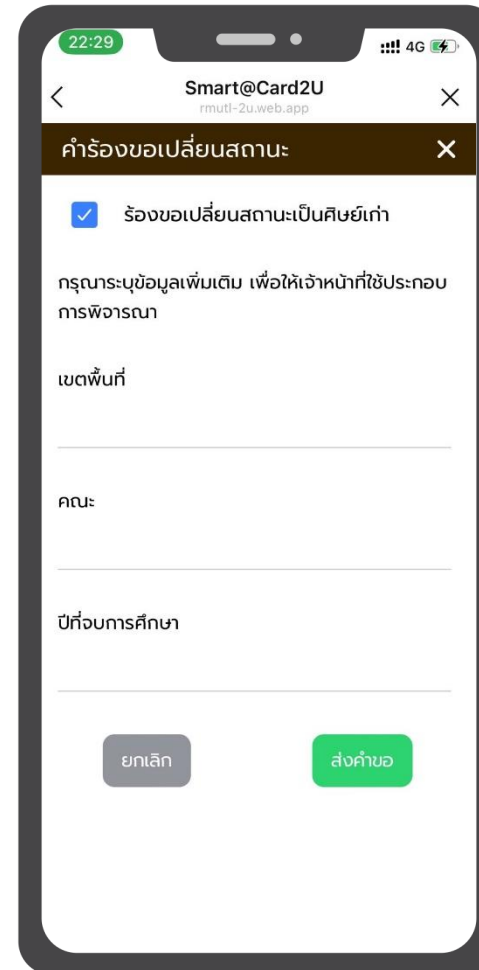 22:29
4G
Smart@Card2U
rmutl-2u.web.app
คำร้องขอเปลี่ยนสถานะ
ร้องขอเปลี่ยนสถานะเป็นศิษย์เก่า
กรุณาระบุข้อมูลเพิ่มเติม เพื่อให้เจ้าหน้าที่ใช้ประกอบ
การพิจารณา
เขตพื้นที่
คณะ
ปีที่จบการศึกษา
ยกเลิก ส่งคำขอ